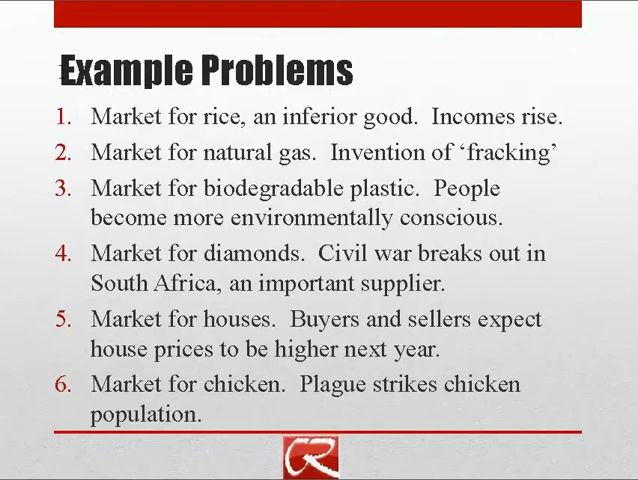 Example Problems
1. Market for rice, an inferior good. Incomes rise.
2. Market for natural gas. Invention of ‘fracking’
3. Market for biodegradable plastic. People
become more environmentally conscious.
4. Market for diamonds. Civil war breaks out in
South Africa, an important supplier.
5. Market for houses. Buyers and sellers expect
house prices to be higher next year.
6. Market for chicken. Plague strikes chicken
population.